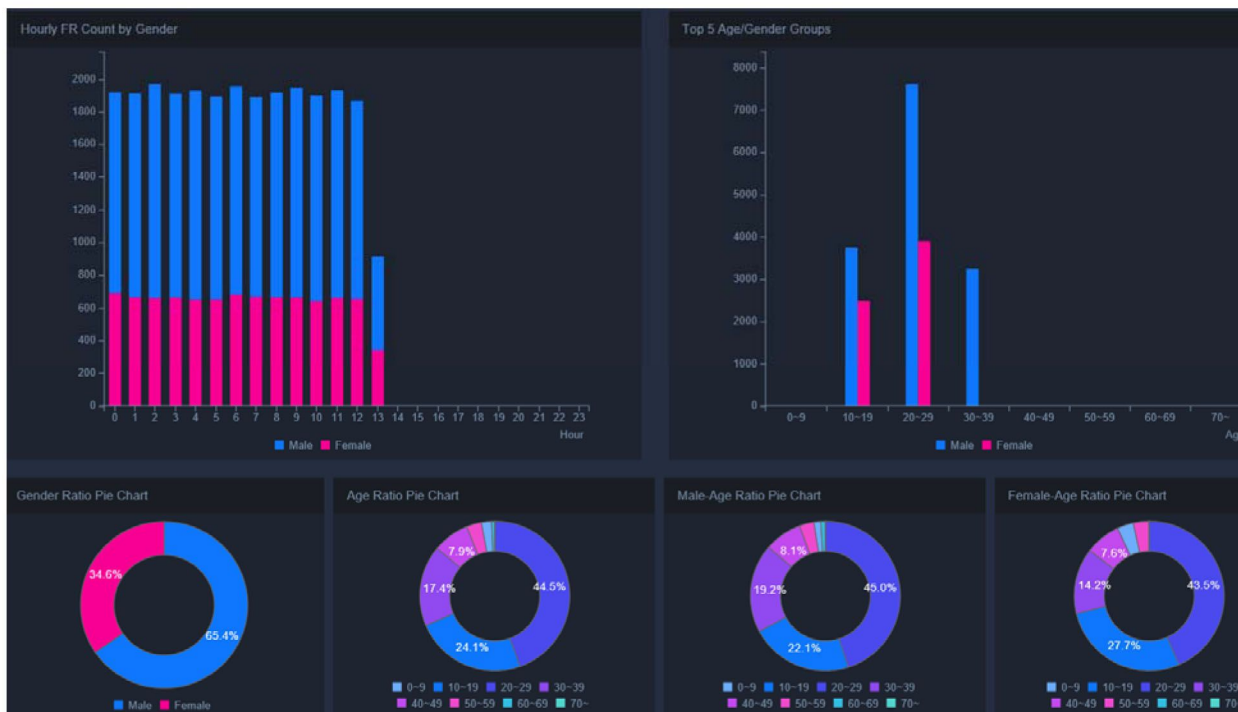 Hourly FR Count by Gender
2000
1800
1600
1400
1200
1000
800
600
400
200
0
0 1 2 3 4 5 6 7 8 9 10 11 12 13 14 15 16 17 18 19 20 21 22 23
Hour
Male Female
Top 5 Age/Gender Groups
8000
7000
6000
5000
4000
3000
2000
1000
0
0~9 10~19 20~29 30~39 40~49 50~59 60~69 70~
Male Female
Gender Ratio Pie Chart
34.6%
65.4%
Male Female
Age Ratio Pie Chart
7.9%
17.4%
44.5%
24.1%
0~9 10~19 20~29 30~39
40~49 50~59 60~69 70~
Male-Age Ratio Pie Chart
8.1%
19.2%
45.0%
22.1%
0~9 10~19 20~29 30~39
40~49 50~59 60~69 70~
Female-Age Ratio Pie Chart
7.6%
14.2%
43.5%
27.7%
0~9 10~19 20~29 30~39
40~49 50~59 60~69